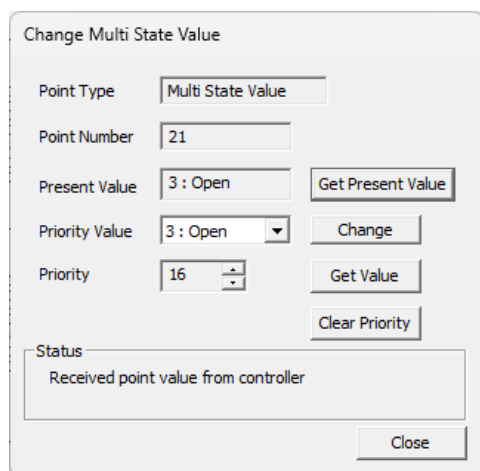 Change Multi State Value
Point Type Multi State Value
Point Number 21
Present Value 3 : Open Get Present Value
Priority Value 3 : Open Change
Priority 16 Get Value
Clear Priority
Status
Received point value from controller
Close